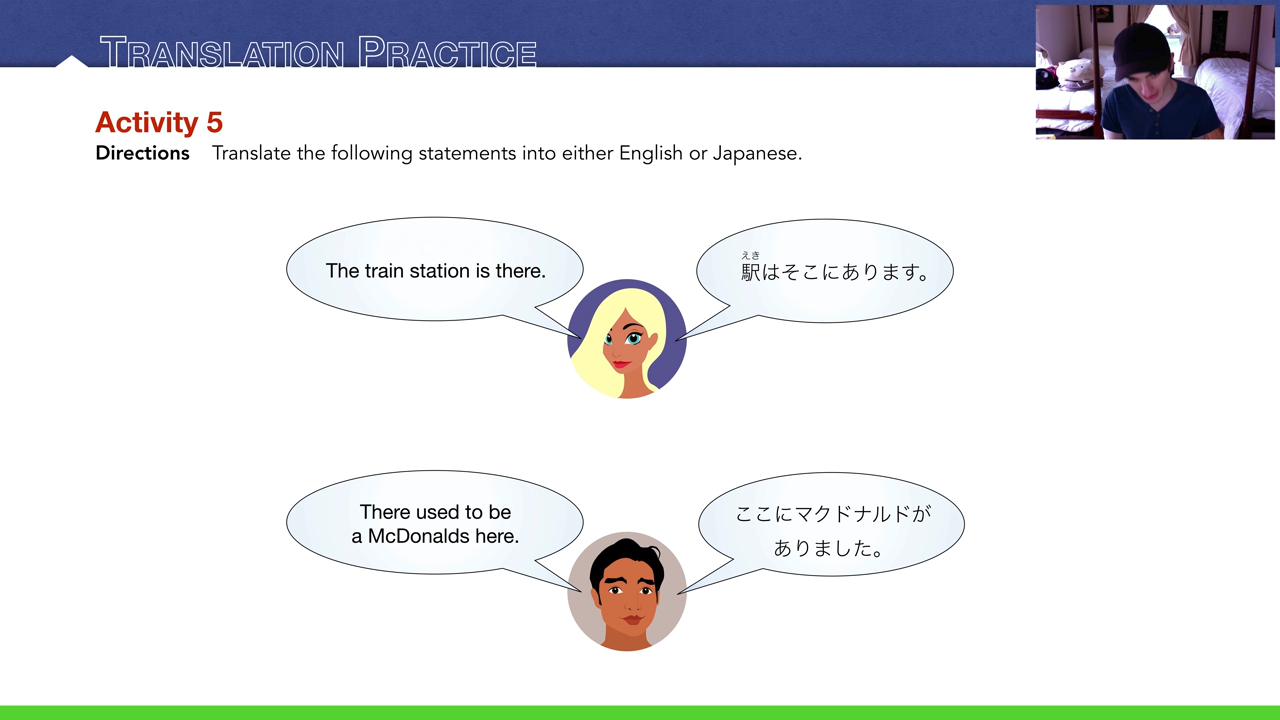 TRANSLATION PRACTICE
Activity 5
Directions Translate the following statements into either English or Japanese.
The train station is there.
えき
駅はそこにあります。
There used to be
a McDonalds here.
ここにマクドナルドが
ありました。